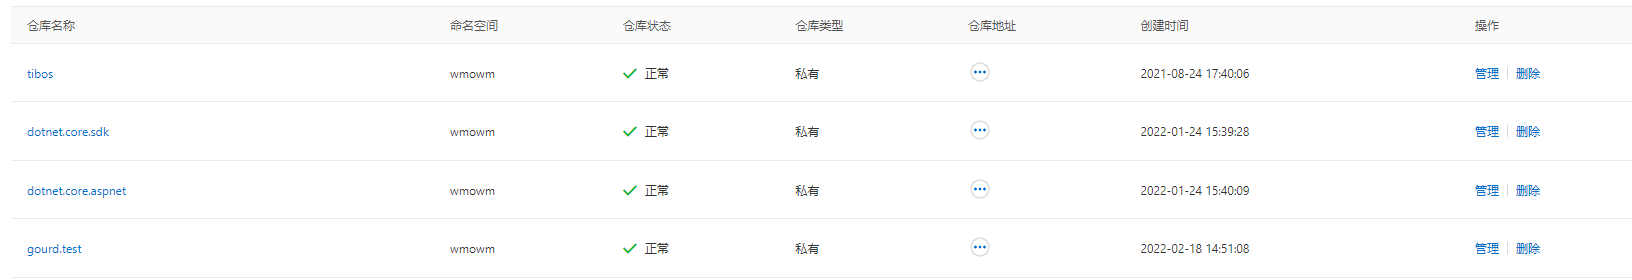 仓库名称 命名空间 仓库状态 仓库类型 仓库地址 创建时间 操作
tibos wmowm 正常 私有 2021-08-24 17:40:06 管理 删除
dotnet.core.sdk wmowm 正常 私有 2022-01-24 15:39:28 管理 删除
dotnet.core.aspnet wmowm 正常 私有 2022-01-24 15:40:09 管理 删除
gourd.test wmowm 正常 私有 2022-02-18 14:51:08 管理 删除